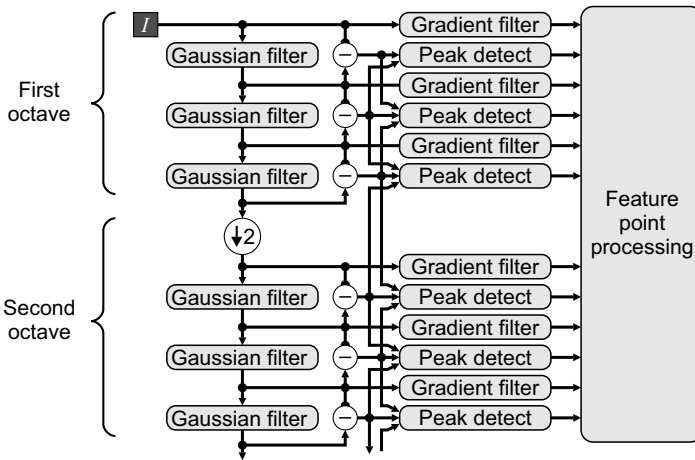 I
Gradient filter
Gaussian filter
−
Peak detect
Gradient filter
Gaussian filter
−
Peak detect
Gradient filter
Gaussian filter
−
Peak detect
First
octave
↓2
Gradient filter
Gaussian filter
−
Peak detect
Gradient filter
Gaussian filter
−
Peak detect
Gradient filter
Gaussian filter
−
Peak detect
Second
octave
Feature
point
processing